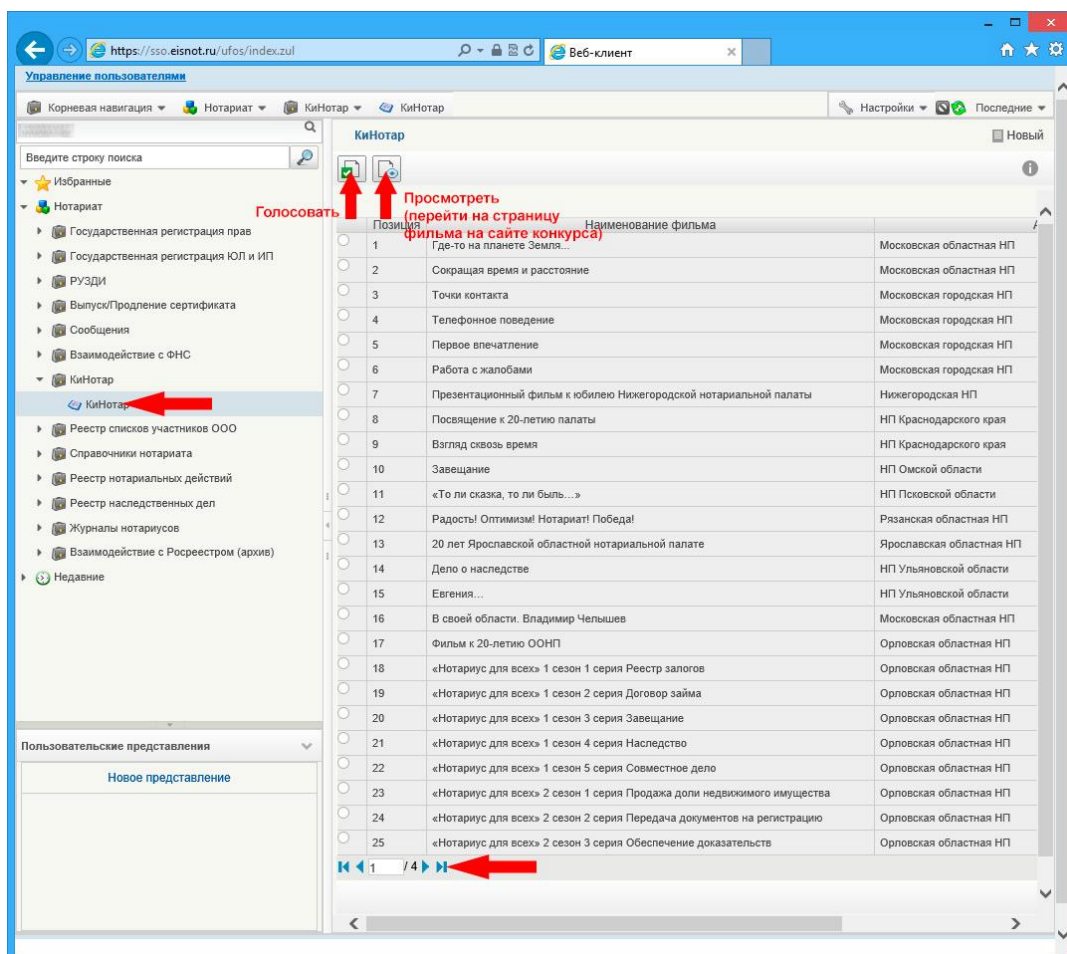 https://sso.eisnot.ru/ufos/index.zul
Веб-клиент
Управление пользователями
Корневая навигация Нотариат КиНотар КиНотар Настройки Последние
КиНотар Новый
Введите строку поиска
Избранные
Нотариат
Государственная регистрация прав
Государственная регистрация ЮЛ и ИП
РУЗДИ
Выпуск/Продление сертификата
Сообщения
Взаимодействие с ФНС
КиНотар
КиНотар
Реестр списков участников ООО
Справочники нотариата
Реестр нотариальных действий
Реестр наследственных дел
Журналы нотариусов
Взаимодействие с Росреестром (архив)
Недавние
Пользовательские представления
Новое представление
Голосовать
Просмотреть
(перейти на страницу
фильма на сайте конкурса)
Позиция Наименование фильма
1 Где-то на планете Земля... Московская областная НП
2 Сокращая время и расстояние Московская областная НП
3 Точки контакта Московская городская НП
4 Телефонное поведение Московская городская НП
5 Первое впечатление Московская городская НП
6 Работа с жалобами Московская городская НП
7 Презентационный фильм к юбилею Нижегородской нотариальной палаты Нижегородская НП
8 Посвящение к 20-летию палаты НП Краснодарского края
9 Взгляд сквозь время НП Краснодарского края
10 Завещание НП Омской области
11 «То ли сказка, то ли быль…» НП Псковской области
12 Радость! Оптимизм! Нотариат! Победа! Рязанская областная НП
13 20 лет Ярославской областной нотариальной палате Ярославская областная НП
14 Дело о наследстве НП Ульяновской области
15 Евгения… НП Ульяновской области
16 В своей области. Владимир Челышев Московская областная НП
17 Фильм к 20-летию ООНП Орловская областная НП
18 «Нотариус для всех» 1 сезон 1 серия Реестр залогов Орловская областная НП
19 «Нотариус для всех» 1 сезон 2 серия Договор займа Орловская областная НП
20 «Нотариус для всех» 1 сезон 3 серия Завещание Орловская областная НП
21 «Нотариус для всех» 1 сезон 4 серия Наследство Орловская областная НП
22 «Нотариус для всех» 1 сезон 5 серия Совместное дело Орловская областная НП
23 «Нотариус для всех» 2 сезон 1 серия Продажа доли недвижимого имущества Орловская областная НП
24 «Нотариус для всех» 2 сезон 2 серия Передача документов на регистрацию Орловская областная НП
25 «Нотариус для всех» 2 сезон 3 серия Обеспечение доказательств Орловская областная НП
1 / 4